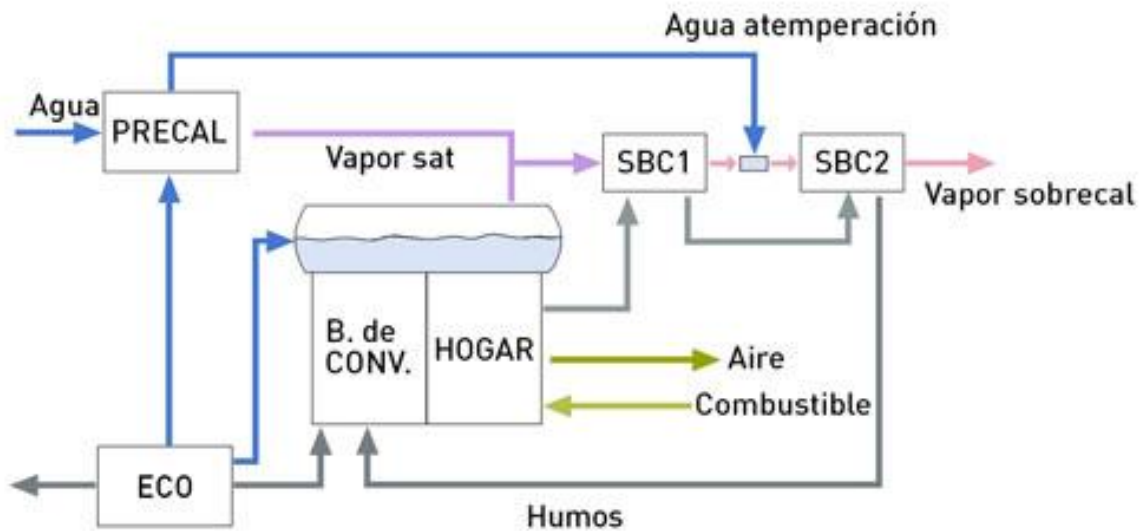 Agua atemperación
Agua
PRECAL
Vapor sat
SBC1
SBC2
Vapor sobrecal
B. de
CONV.
HOGAR
Aire
Combustible
ECO
Humos